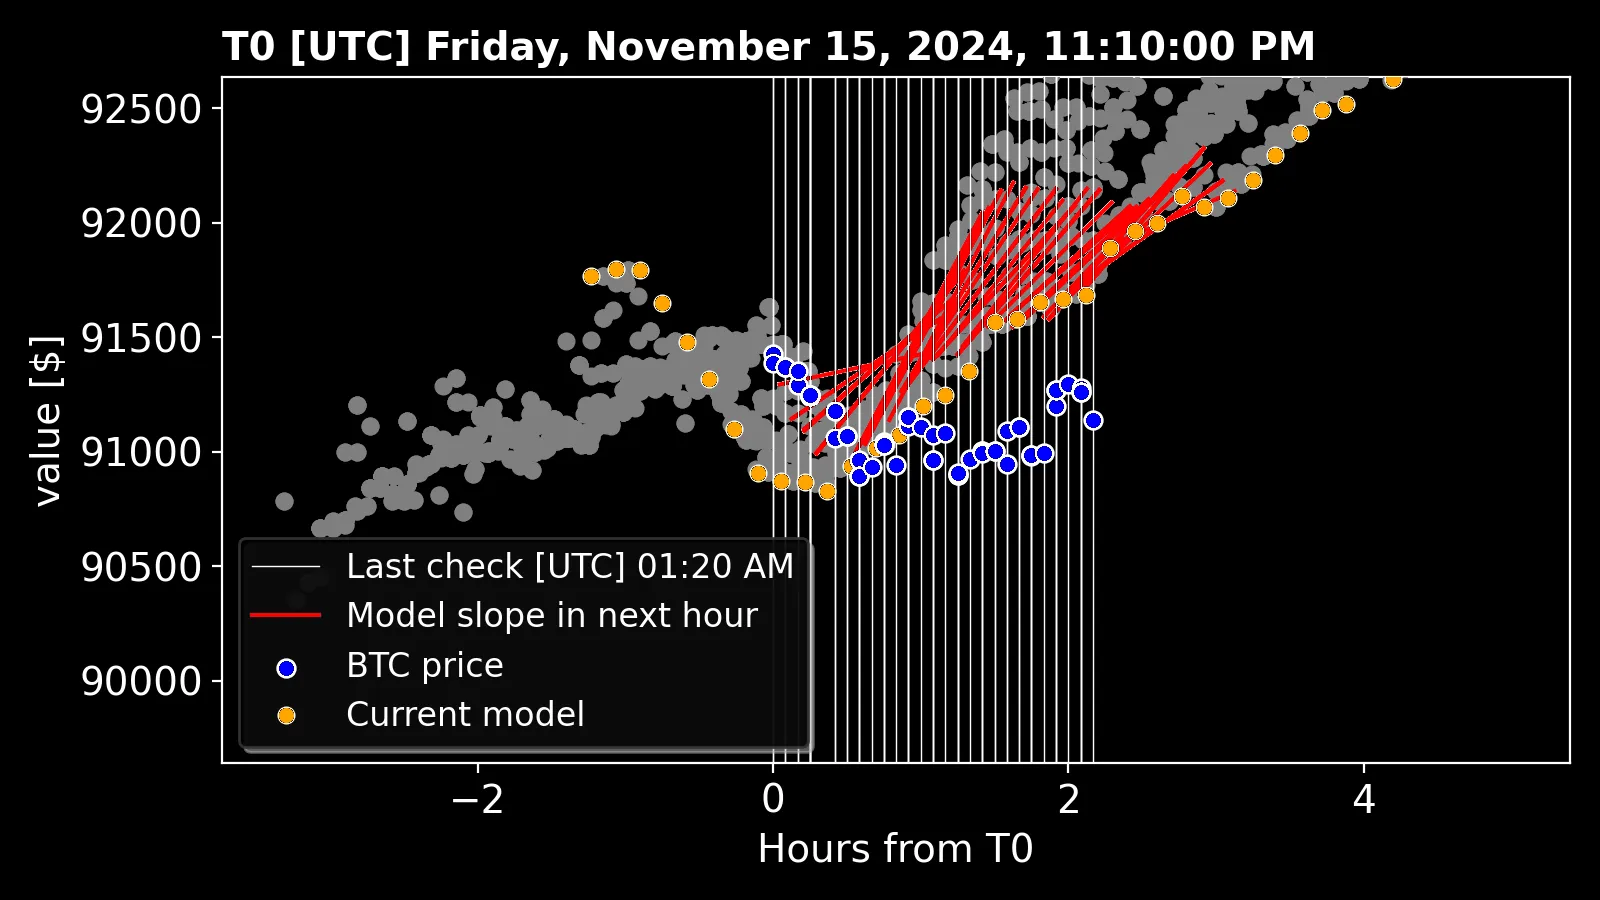 T0 [UTC] Friday, November 15, 2024, 11:10:00 PM
92500
92000
91500
91000
90500
90000
value [$]
Last check [UTC] 01:20 AM
Model slope in next hour
BTC price
Current model
−2
0
2
4
Hours from T0